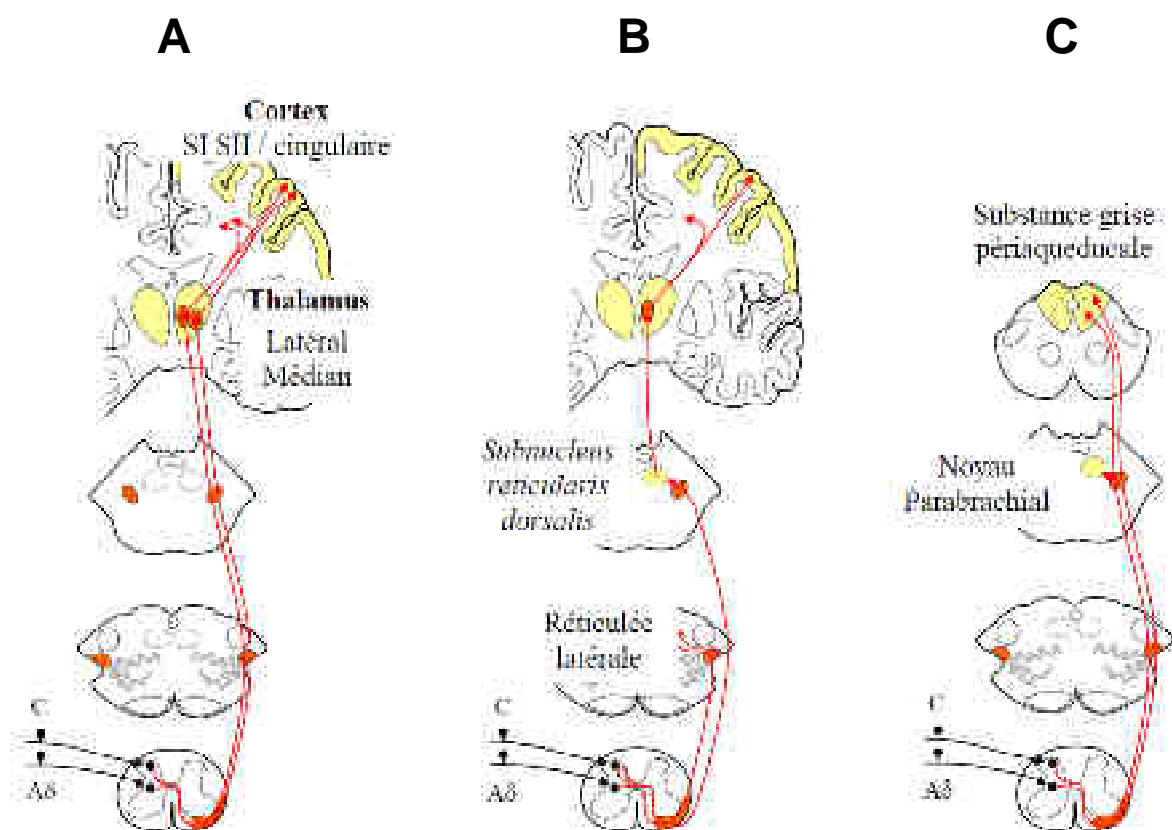 A
B
C
Cortex
SI SII / cingulaire
Thalamus
Latéral
Médian
C
Aδ
Subnucleus
reticularis
dorsalis
Réticulée
latérale
C
Aδ
Substance grise
périaqueducale
Noyau
Parabrachial
C
Aδ